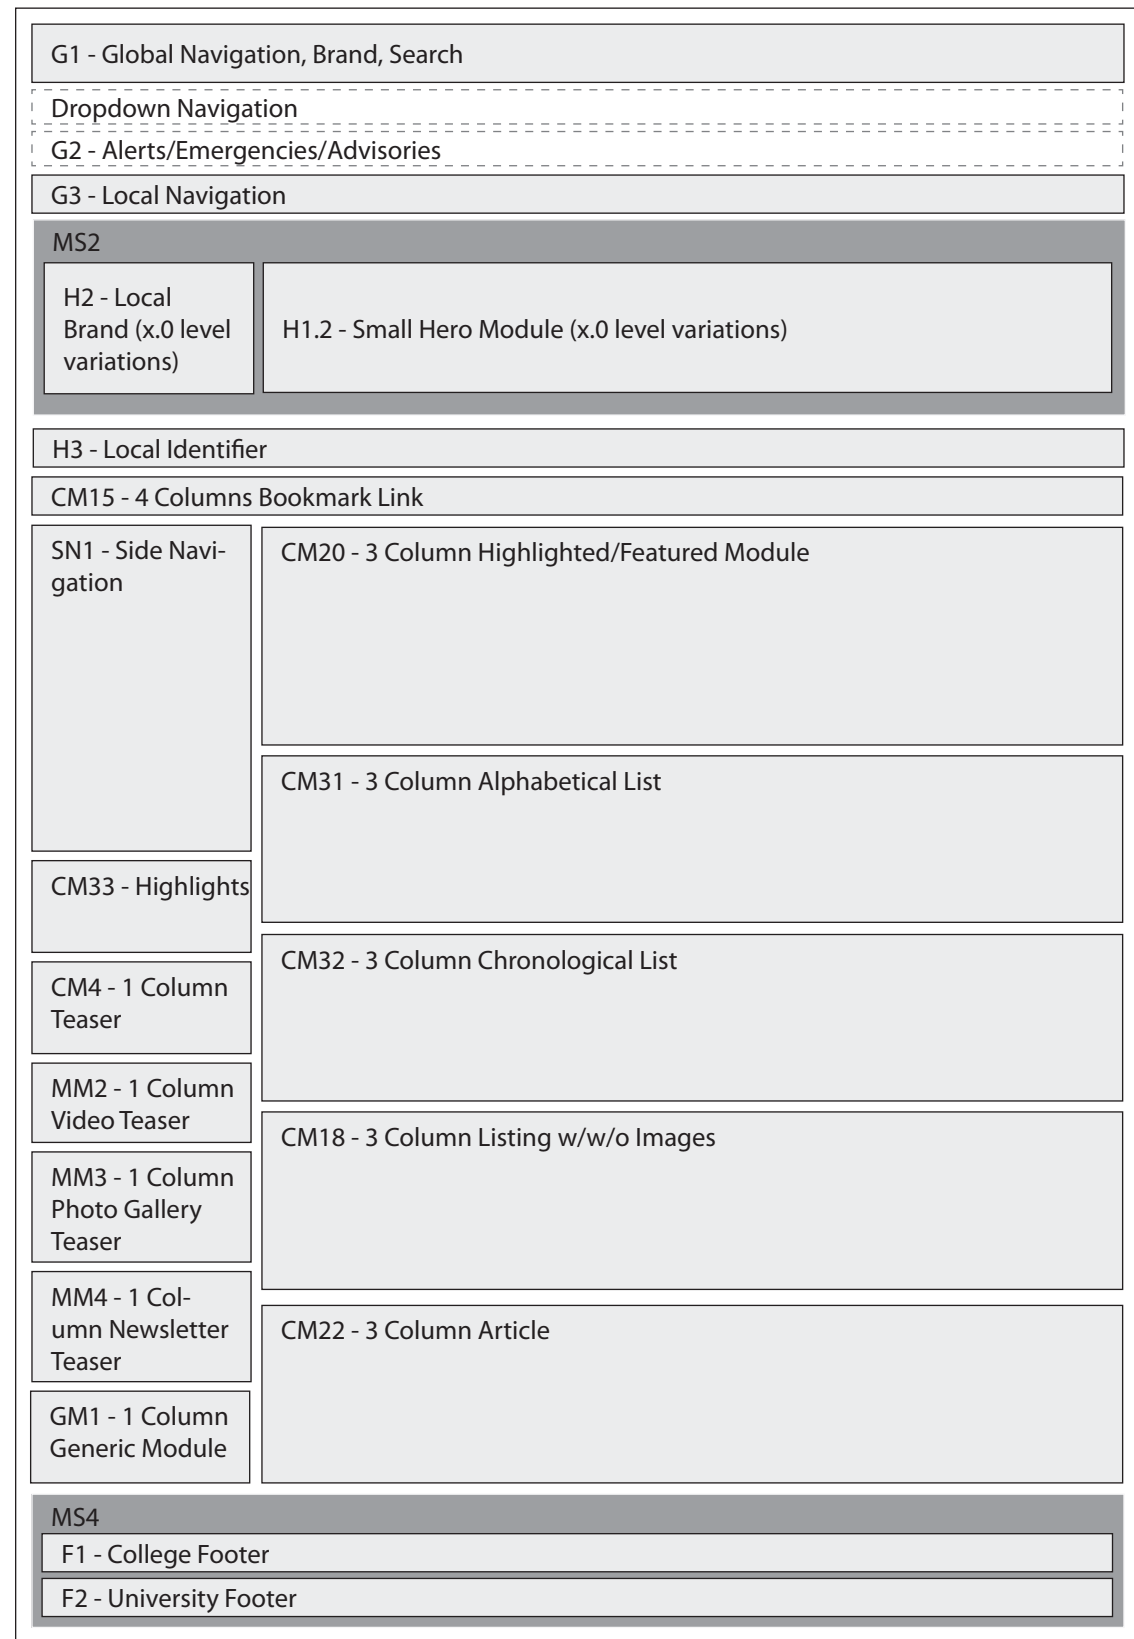 G1 - Global Navigation, Brand, Search
Dropdown Navigation
G2 - Alerts/Emergencies/Advisories
G3 - Local Navigation
MS2
H2 - Local
Brand (x.0 level
variations)
H1.2 - Small Hero Module (x.0 level variations)
H3 - Local Identifier
CM15 - 4 Columns Bookmark Link
SN1 - Side Navi-
gation
CM33 - Highlights
CM4 - 1 Column
Teaser
MM2 - 1 Column
Video Teaser
MM3 - 1 Column
Photo Gallery
Teaser
MM4 - 1 Col-
umn Newsletter
Teaser
GM1 - 1 Column
Generic Module
CM20 - 3 Column Highlighted/Featured Module
CM31 - 3 Column Alphabetical List
CM32 - 3 Column Chronological List
CM18 - 3 Column Listing w/w/o Images
CM22 - 3 Column Article
MS4
F1 - College Footer
F2 - University Footer